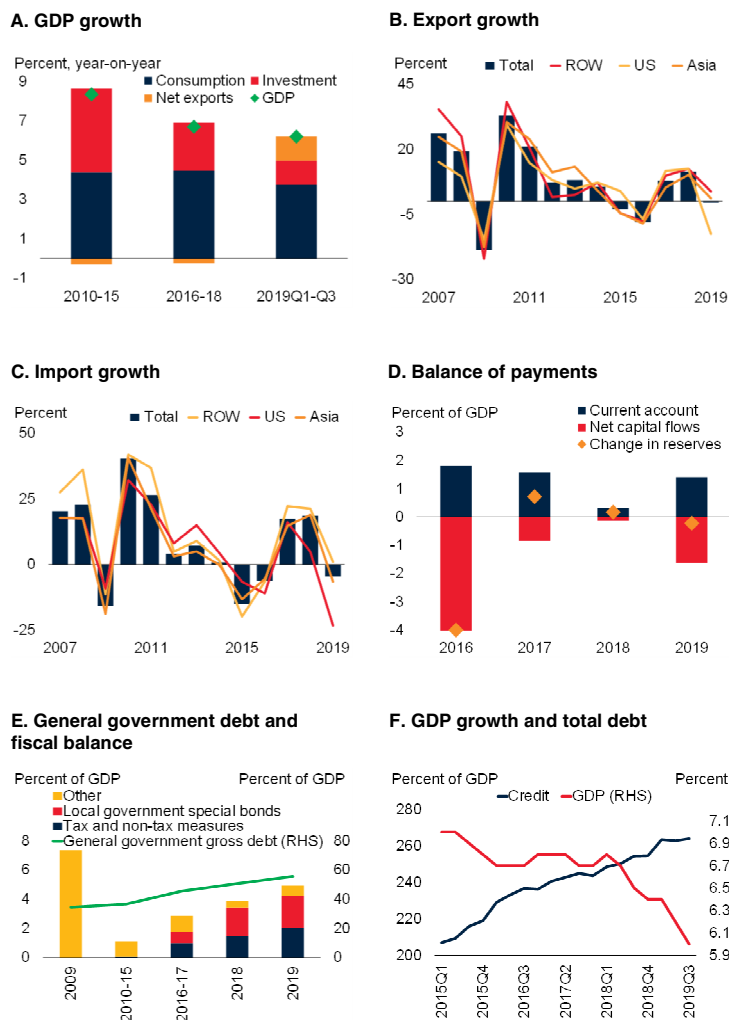 A. GDP growth
Percent, year-on-year
Consumption Investment
Net exports GDP
9
7
5
3
1
-1
2010-15 2016-18 2019Q1-Q3
B. Export growth
Percent
Total ROW US Asia
45
20
-5
-30
2007 2011 2015 2019
C. Import growth
Percent
Total ROW US Asia
50
25
0
-25
2007 2011 2015 2019
D. Balance of payments
Percent of GDP
Current account
Net capital flows
Change in reserves
3
2
1
0
-1
-2
-3
-4
2016 2017 2018 2019
E. General government debt and
fiscal balance
Percent of GDP Percent of GDP
Other
Local government special bonds
Tax and non-tax measures
General government gross debt (RHS)
8 80
6 60
4 40
2 20
0 0
2009 2010-15 2016-17 2018 2019
F. GDP growth and total debt
Percent of GDP Percent
Credit GDP (RHS)
280 7.1
6.9
260
6.7
240
6.5
6.3
220
6.1
200 5.9
2015Q1 2015Q4 2016Q3 2017Q2 2018Q1 2018Q4 2019Q3